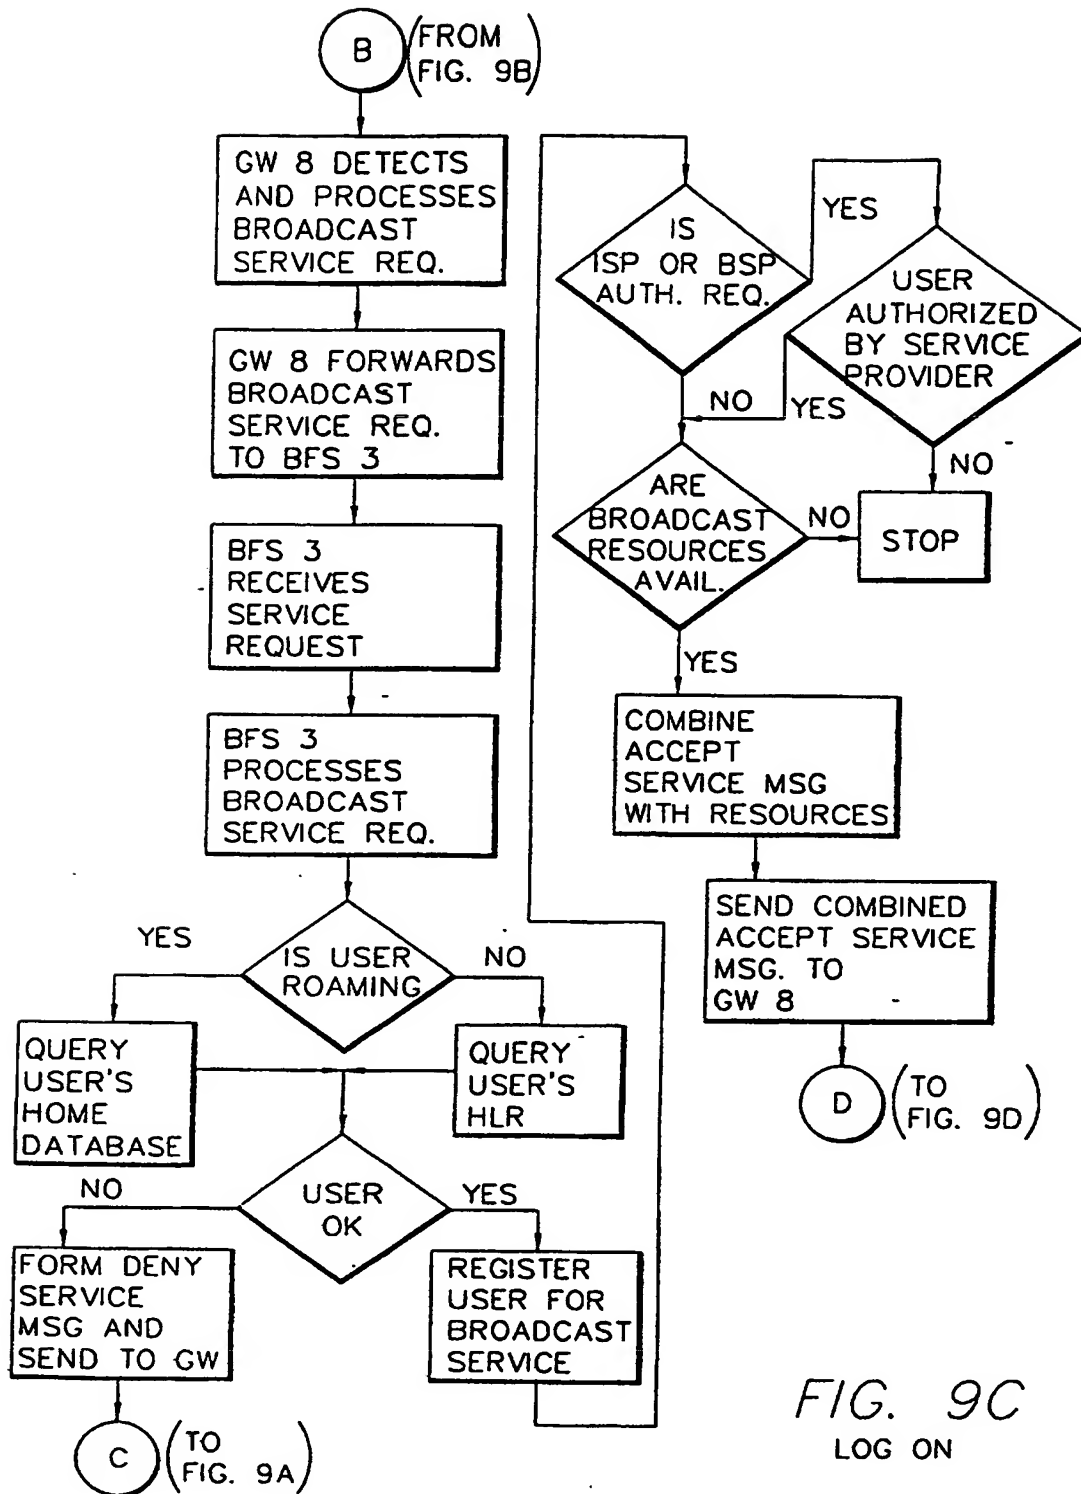 B
(FROM
FIG. 9B)
GW 8 DETECTS
AND PROCESSES
BROADCAST
SERVICE REQ.
GW 8 FORWARDS
BROADCAST
SERVICE REQ.
TO BFS 3
BFS 3
RECEIVES
SERVICE
REQUEST
BFS 3
PROCESSES
BROADCAST
SERVICE REQ.
YES
IS USER
ROAMING
NO
QUERY
USER'S
HOME
DATABASE
QUERY
USER'S
HLR
NO
USER
OK
YES
FORM DENY
SERVICE
MSG AND
SEND TO GW
REGISTER
USER FOR
BROADCAST
SERVICE
C
(TO
FIG. 9A)
IS
ISP OR BSP
AUTH. REQ.
YES
USER
AUTHORIZED
BY SERVICE
PROVIDER
NO
YES
NO
ARE
BROADCAST
RESOURCES
AVAIL.
NO
STOP
YES
COMBINE
ACCEPT
SERVICE MSG
WITH RESOURCES
SEND COMBINED
ACCEPT SERVICE
MSG. TO
GW 8
D
(TO
FIG. 9D)
FIG. 9C
LOG ON